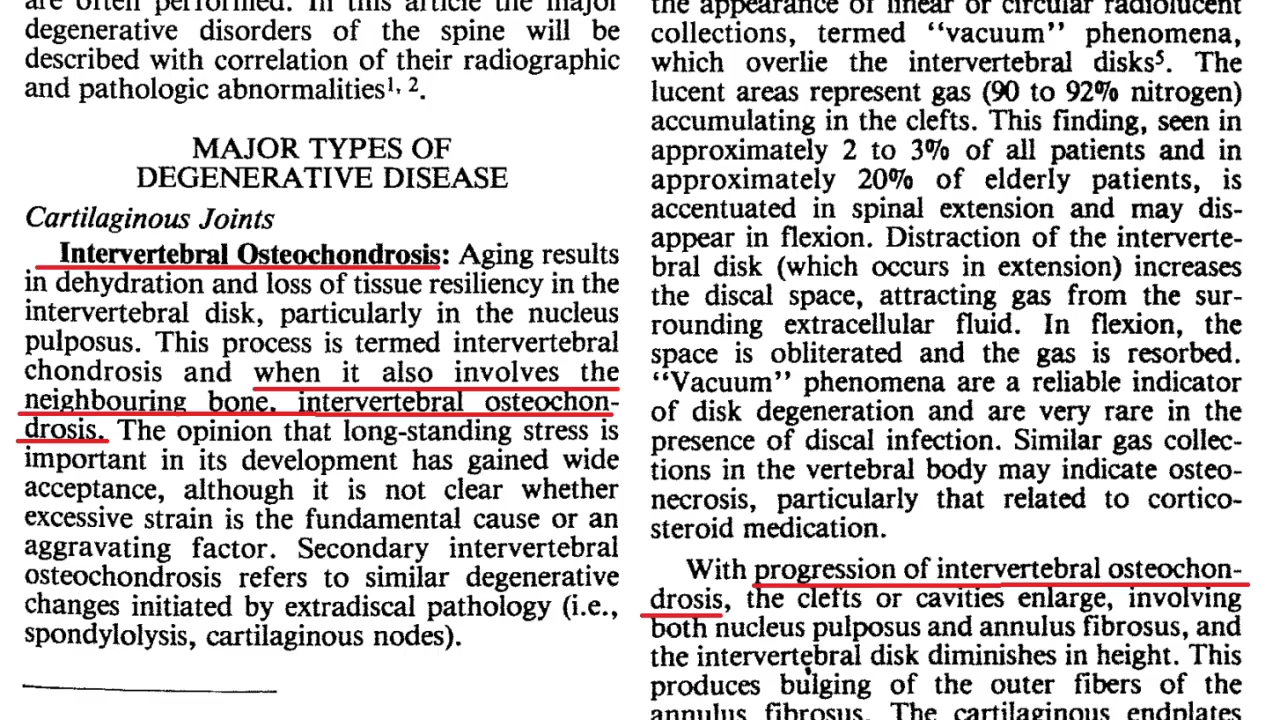 are often performed. In this article the major
degenerative disorders of the spine will be
described with correlation of their radiographic
and pathologic abnormalities¹, ².
MAJOR TYPES OF
DEGENERATIVE DISEASE
Cartilaginous Joints
Intervertebral Osteochondrosis: Aging results
in dehydration and loss of tissue resiliency in the
intervertebral disk, particularly in the nucleus
pulposus. This process is termed intervertebral
chondrosis and when it also involves the
neighbouring bone, intervertebral osteochon-
drosis. The opinion that long-standing stress is
important in its development has gained wide
acceptance, although it is not clear whether
excessive strain is the fundamental cause or an
aggravating factor. Secondary intervertebral
osteochondrosis refers to similar degenerative
changes initiated by extradiscal pathology (i.e.,
spondylolysis, cartilaginous nodes).
the appearance of linear or circular radiolucent
collections, termed “vacuum” phenomena,
which overlie the intervertebral disks⁵. The
lucent areas represent gas (90 to 92% nitrogen)
accumulating in the clefts. This finding, seen in
approximately 2 to 3% of all patients and in
approximately 20% of elderly patients, is
accentuated in spinal extension and may dis-
appear in flexion. Distraction of the interverte-
bral disk (which occurs in extension) increases
the discal space, attracting gas from the sur-
rounding extracellular fluid. In flexion, the
space is obliterated and the gas is resorbed.
“Vacuum” phenomena are a reliable indicator
of disk degeneration and are very rare in the
presence of discal infection. Similar gas collec-
tions in the vertebral body may indicate osteo-
necrosis, particularly that related to cortico-
steroid medication.
With progression of intervertebral osteochon-
drosis, the clefts or cavities enlarge, involving
both nucleus pulposus and annulus fibrosus, and
the intervertebral disk diminishes in height. This
produces bulging of the outer fibers of the
annulus fibrosus. The cartilaginous endplates